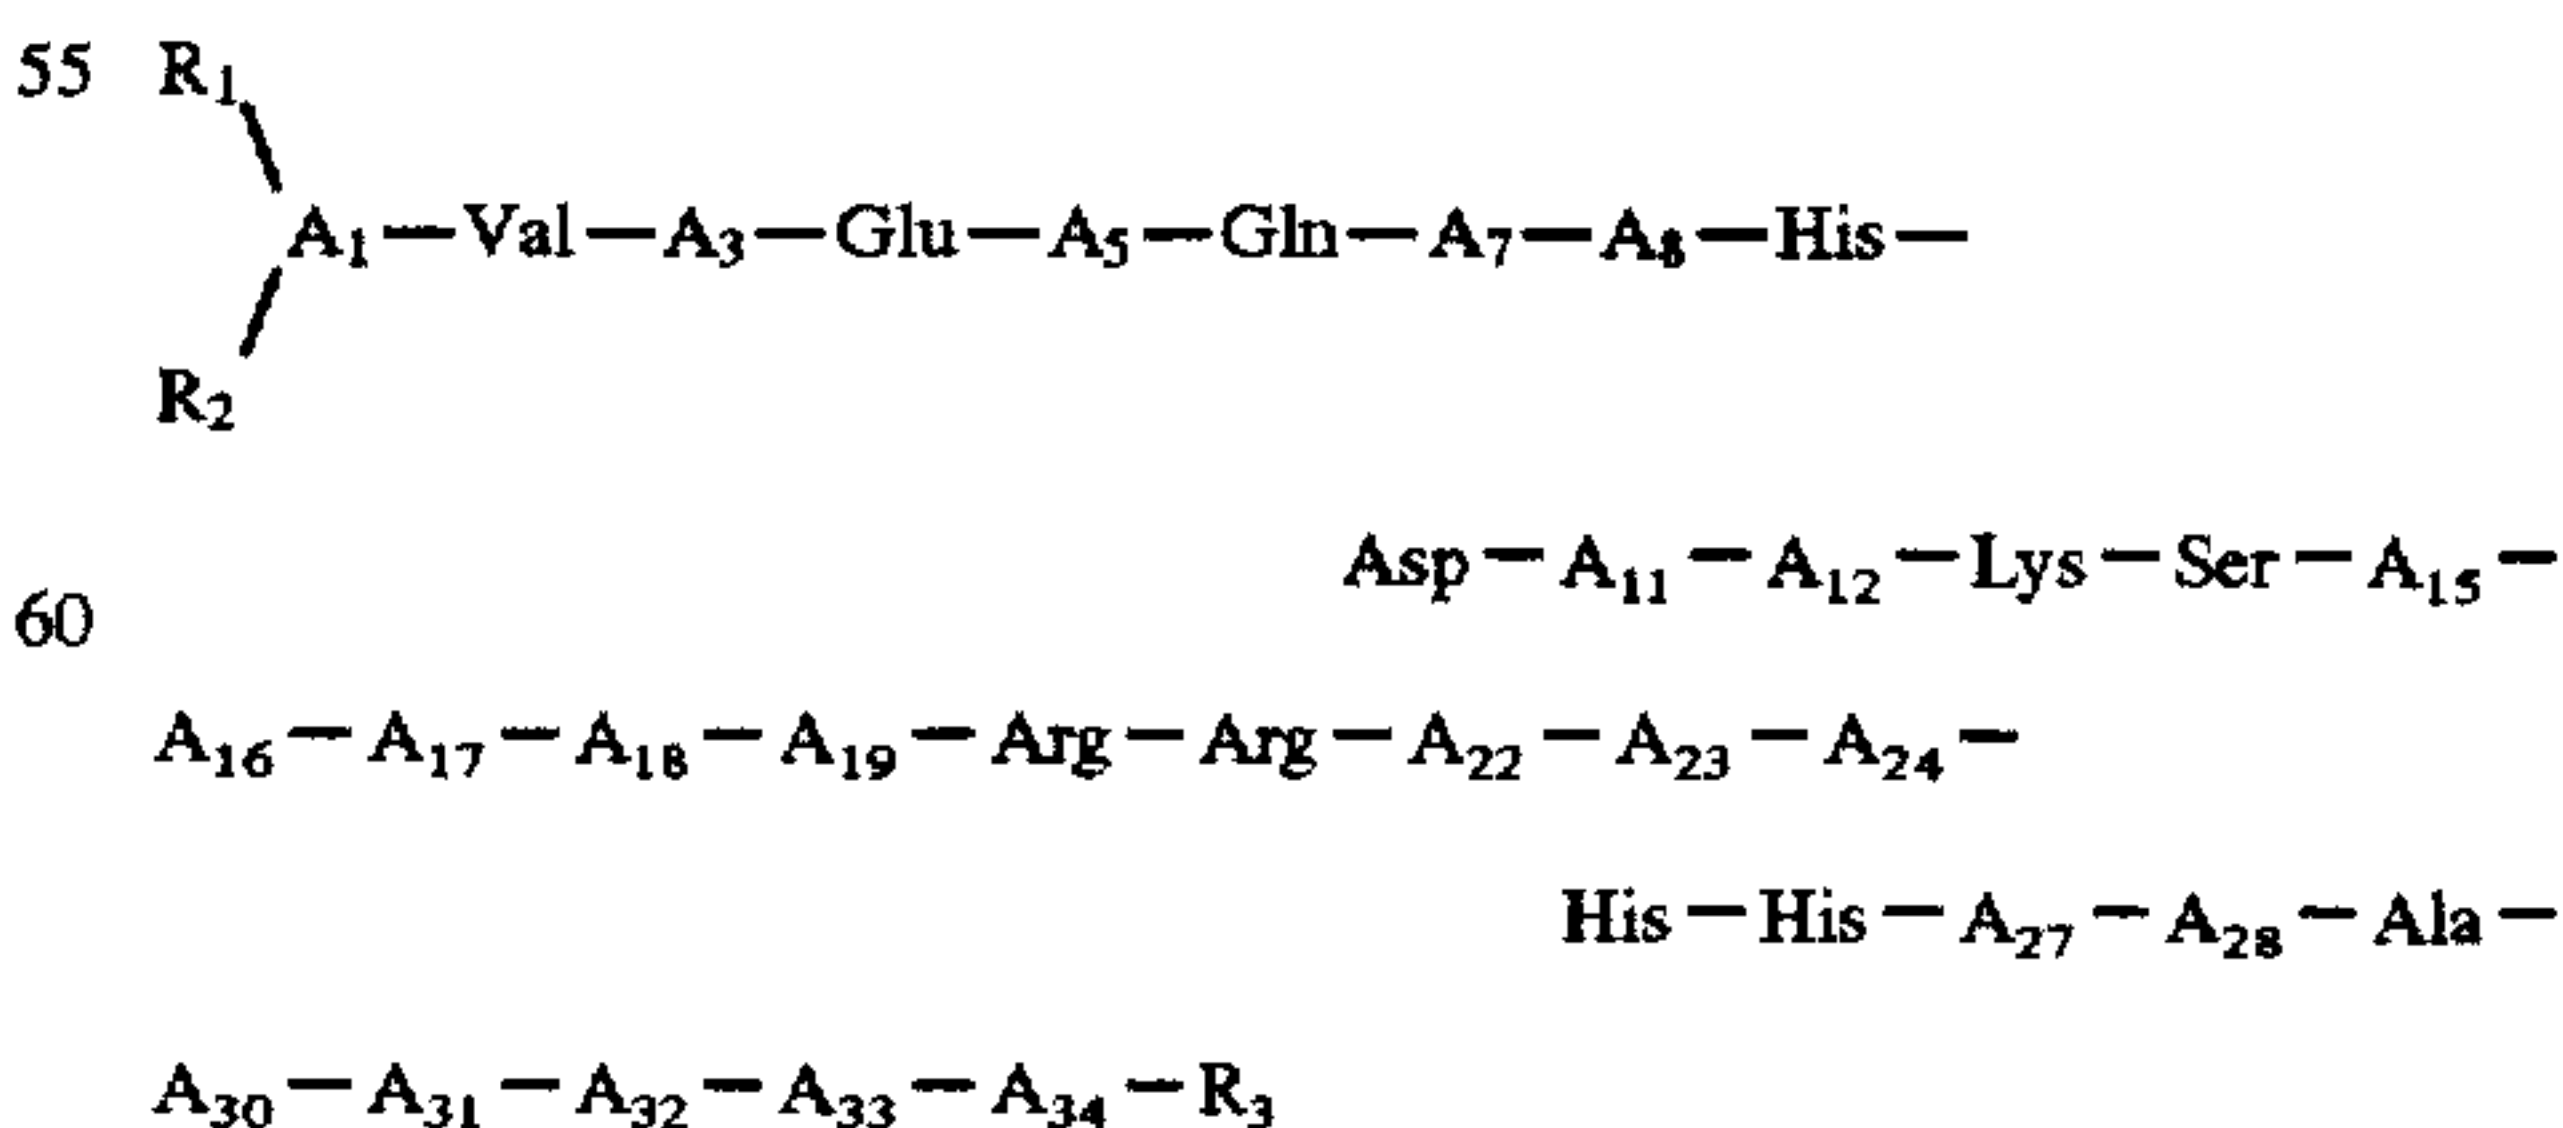 55 R₁
A₁—Val—A₃—Glu—A₅—Gln—A₇—A₈—His—
R₂
Asp—A₁₁—A₁₂—Lys—Ser—A₁₅—
60
A₁₆—A₁₇—A₁₈—A₁₉—Arg—Arg—A₂₂—A₂₃—A₂₄—
His—His—A₂₇—A₂₈—Ala—
A₃₀—A₃₁—A₃₂—A₃₃—A₃₄—R₃